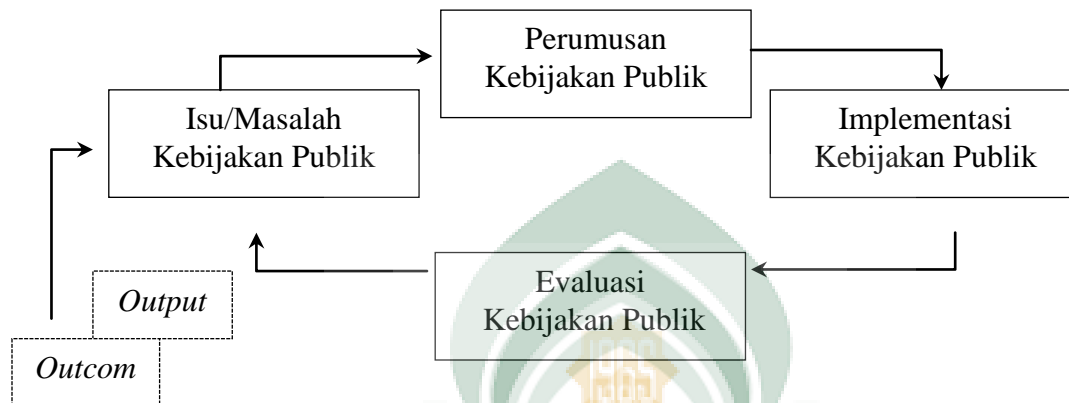 Perumusan
Kebijakan Publik
Isu/Masalah
Kebijakan Publik
Implementasi
Kebijakan Publik
Evaluasi
Kebijakan Publik
Output
Outcom